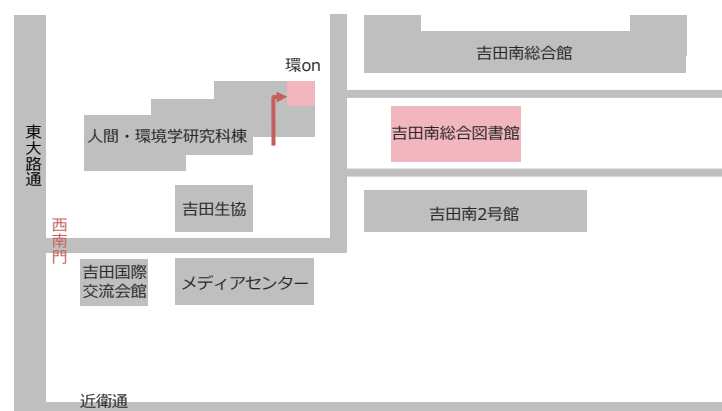 吉田南総合館
環on
東大路通
人間・環境学研究科棟
吉田南総合図書館
吉田生協
吉田南2号館
西南門
吉田国際
交流会館
メディアセンター
近衛通